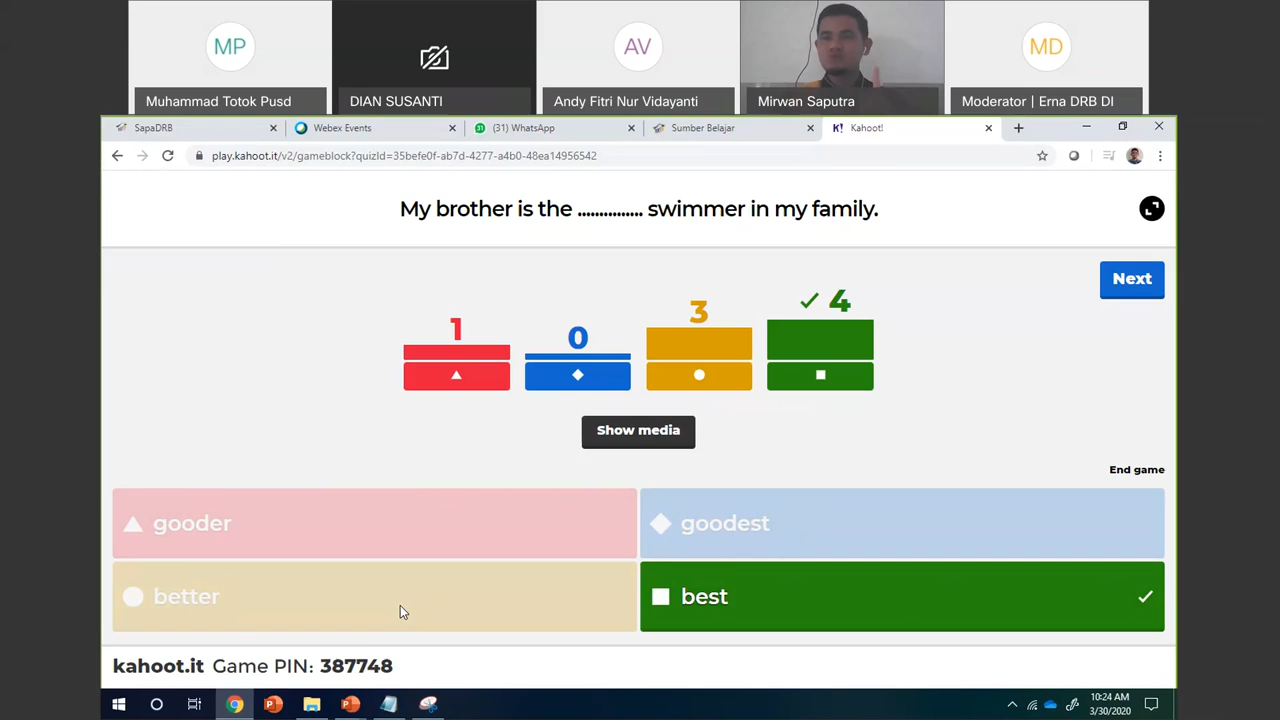 MP
AV
MD
Muhammad Totok Pusd
DIAN SUSANTI
Andy Fitri Nur Vidayanti
Mirwan Saputra
Moderator | Erna DRB DI
SapaDRB
Webex Events
(31) WhatsApp
Sumber Belajar
K! Kahoot!
play.kahoot.it/v2/gameblock?quizId=35befe0f-ab7d-4277-a4b0-48ea14956542
My brother is the .............. swimmer in my family.
Next
1
0
3
4
Show media
End game
gooder
goodest
better
best
kahoot.it Game PIN: 387748
10:24 AM
3/30/2020